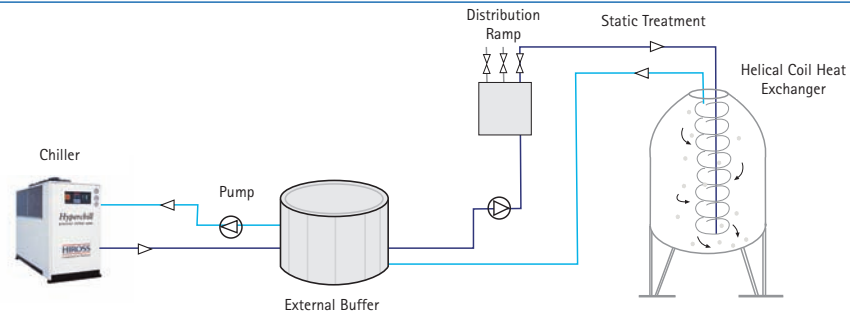 Distribution
Ramp
Static Treatment
Helical Coil Heat
Exchanger
Chiller
Pump
Hyperchill
HIROSS
External Buffer